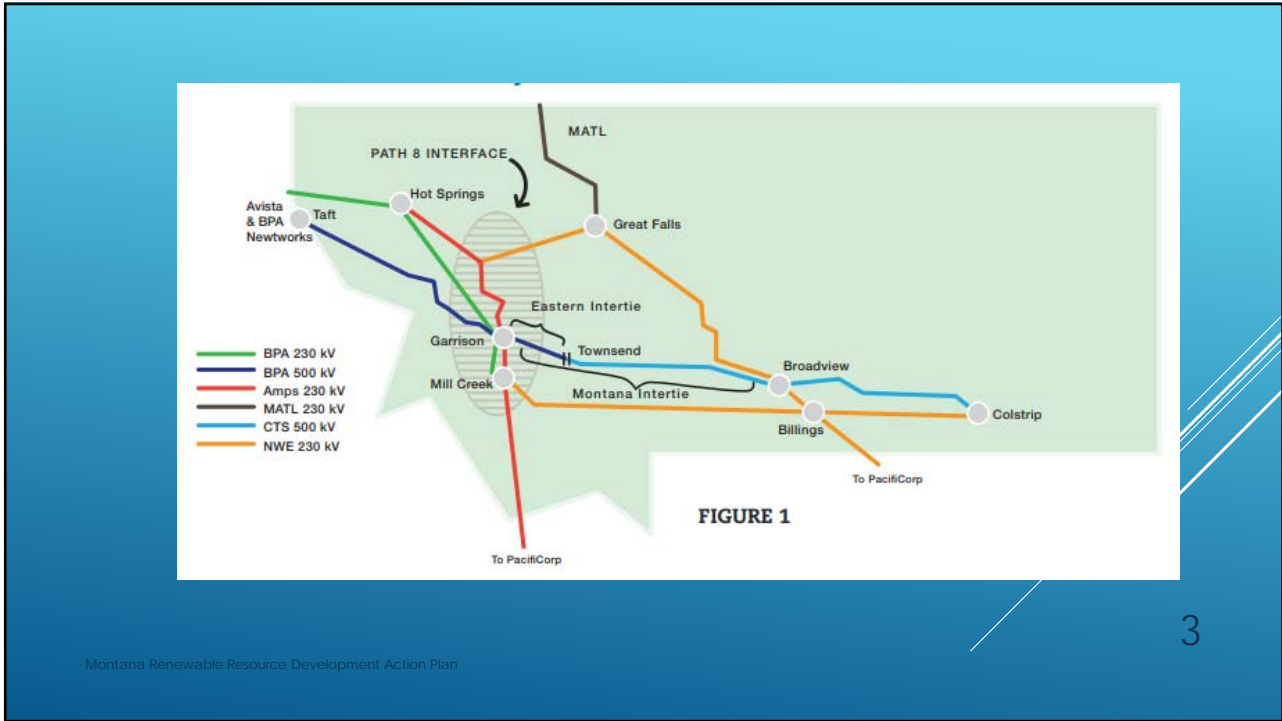 MATL
PATH 8 INTERFACE
Hot Springs
Avista
& BPA
Newtworks
Taft
Great Falls
Eastern Intertie
Garrison
Townsend
Broadview
Mill Creek
Montana Intertie
Colstrip
Billings
BPA 230 kV
BPA 500 kV
Amps 230 kV
MATL 230 kV
CTS 500 kV
NWE 230 kV
To PacifiCorp
FIGURE 1
To PacifiCorp
3
Montana Renewable Resource Development Action Plan